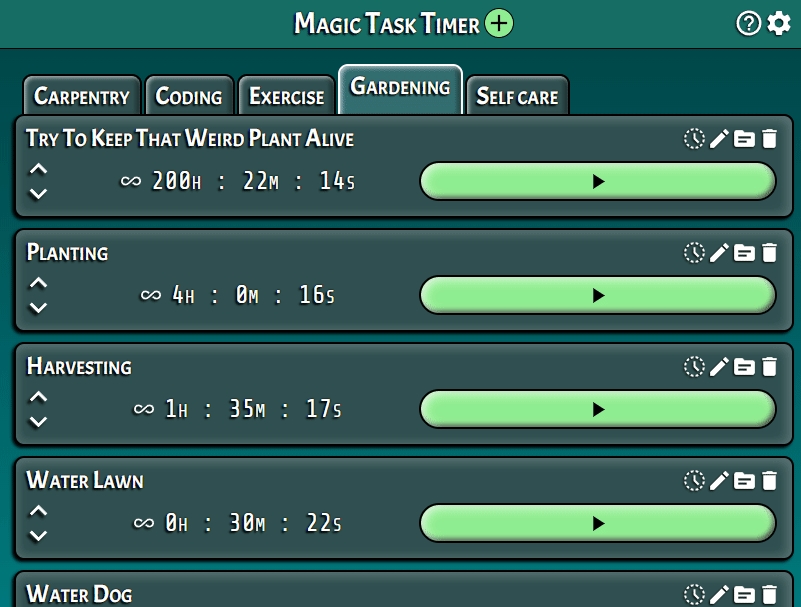 Magic Task Timer
Carpentry Coding Exercise Gardening Self care
Try To Keep That Weird Plant Alive
∞ 200h : 22m : 14s
Planting
∞ 4h : 0m : 16s
Harvesting
∞ 1h : 35m : 17s
Water Lawn
∞ 0h : 30m : 22s
Water Dog